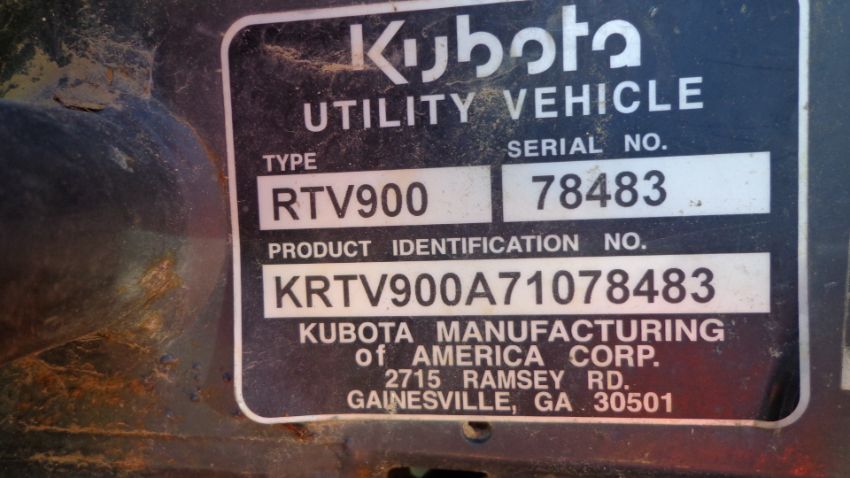 Kubota
UTILITY VEHICLE
TYPE SERIAL NO.
RTV900 78483
PRODUCT IDENTIFICATION NO.
KRTV900A71078483
KUBOTA MANUFACTURING
of AMERICA CORP.
2715 RAMSEY RD.
GAINESVILLE, GA 30501